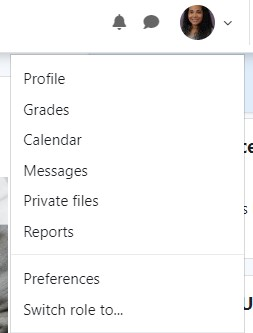 Profile
Grades
Calendar
Messages
Private files
Reports
Preferences
Switch role to...